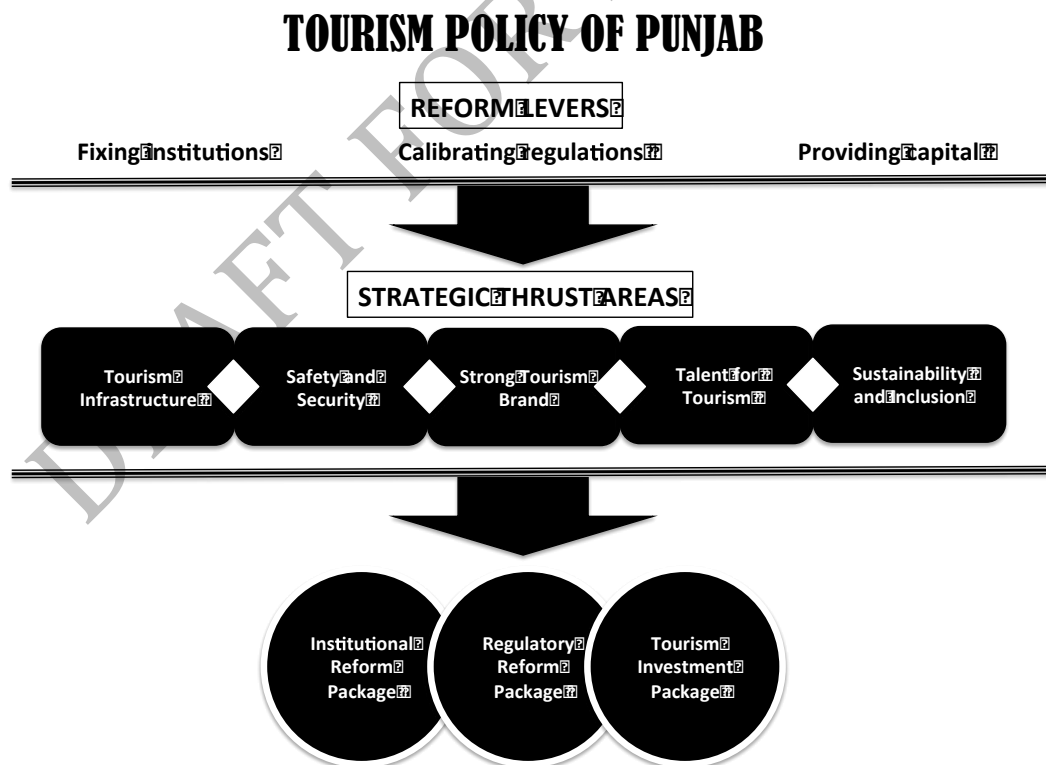 TOURISM POLICY OF PUNJAB
REFORM LEVERS
Fixing institutions Calibrating regulations Providing capital
STRATEGIC THRUST AREAS
Tourism
Infrastructure
Safety and
Security
Strong Tourism
Brand
Talent for
Tourism
Sustainability
and Inclusion
Institutional
Reform
Package
Regulatory
Reform
Package
Tourism
Investment
Package
DRAFT FOR